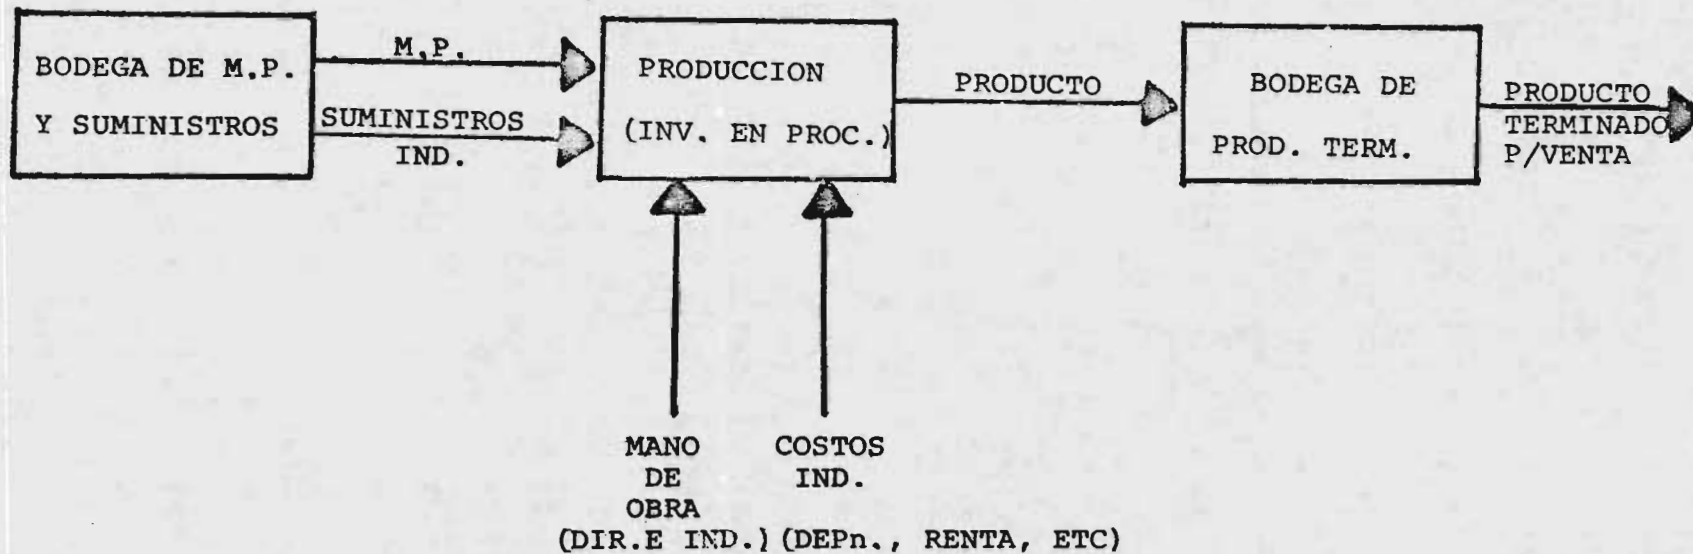 BODEGA DE M.P.
Y SUMINISTROS
M.P.
SUMINISTROS
IND.
PRODUCCION
(INV. EN PROC.)
PRODUCTO
BODEGA DE
PROD. TERM.
PRODUCTO
TERMINADO
P/VENTA
MANO
DE
OBRA
(DIR.E IND.)
COSTOS
IND.
(DEPn., RENTA, ETC)